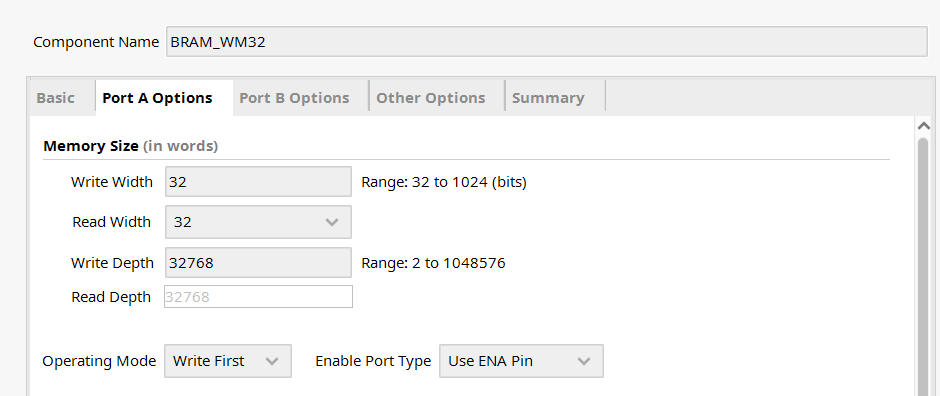 Component Name BRAM_WM32
Basic Port A Options Port B Options Other Options Summary
Memory Size (in words)
Write Width 32 Range: 32 to 1024 (bits)
Read Width 32
Write Depth 32768 Range: 2 to 1048576
Read Depth 32768
Operating Mode Write First Enable Port Type Use ENA Pin